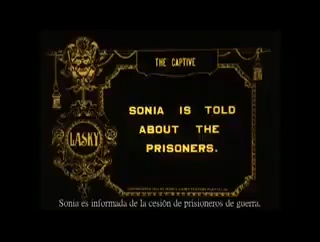 THE CAPTIVE
SONIA IS TOLD
ABOUT THE
PRISONERS.
LASKY
Sonia es informada de la cesión de prisioneros de guerra.